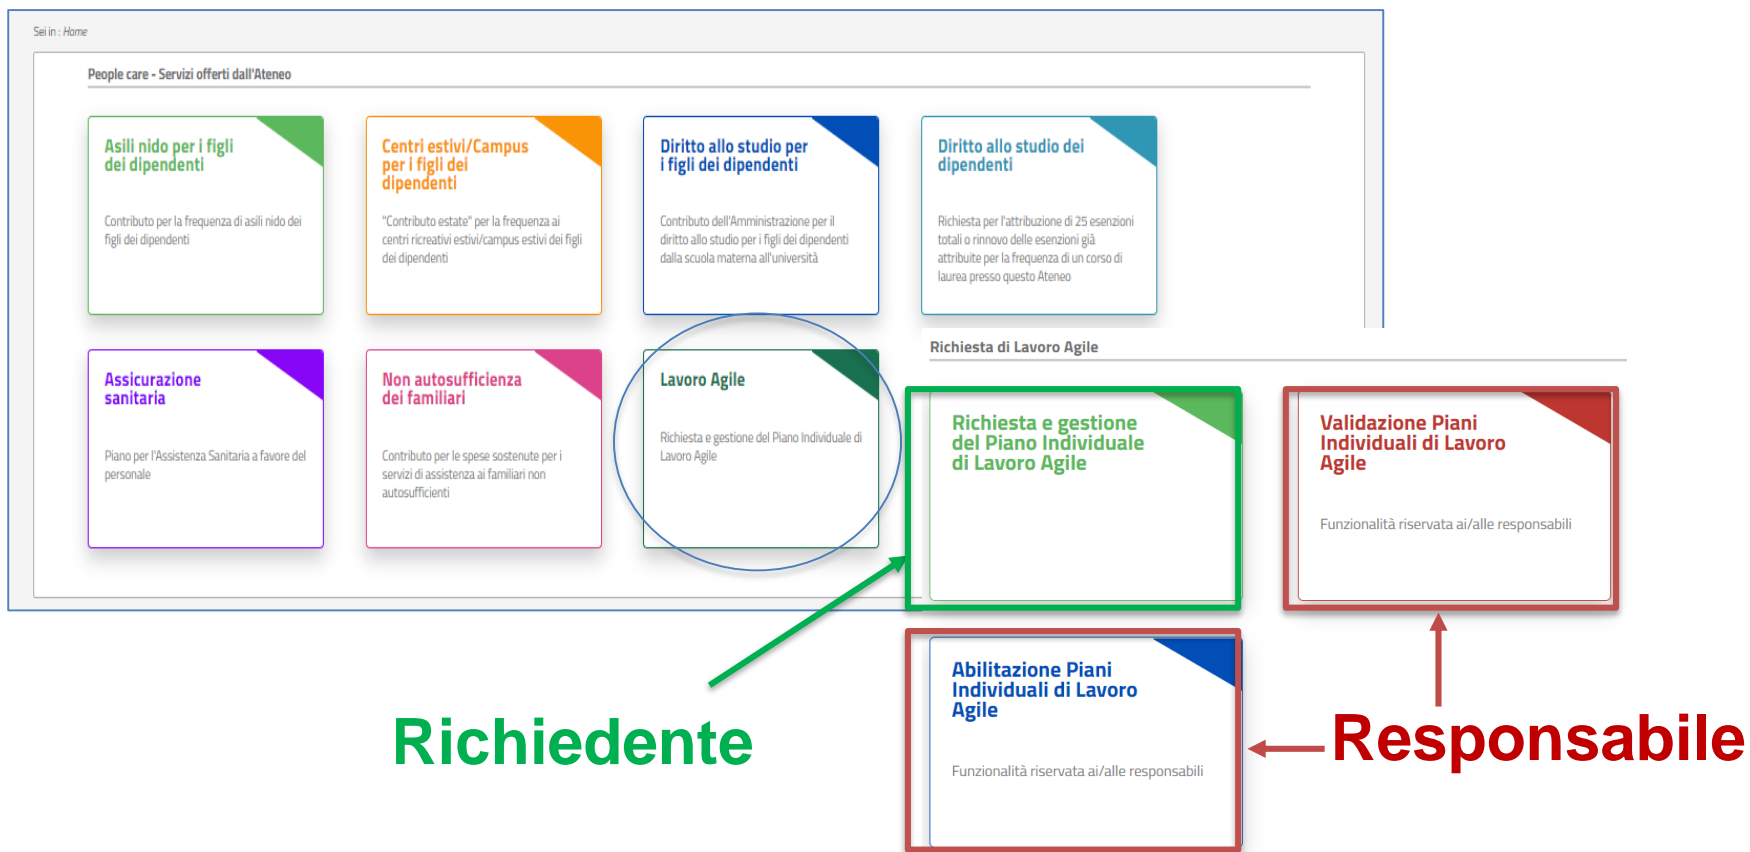 Sei in : Home
People care - Servizi offerti dall'Ateneo
Asili nido per i figli
dei dipendenti
Contributo per la frequenza di asili nido dei
figli dei dipendenti
Centri estivi/Campus
per i figli dei
dipendenti
"Contributo estate" per la frequenza ai
centri ricreativi estivi/campus estivi dei figli
dei dipendenti
Diritto allo studio per
i figli dei dipendenti
Contributo dell'Amministrazione per il
diritto allo studio per i figli dei dipendenti
dalla scuola materna all'università
Diritto allo studio dei
dipendenti
Richiesta per l'attribuzione di 25 esenzioni
totali o rinnovo delle esenzioni già
attribuite per la frequenza di un corso di
laurea presso questo Ateneo
Assicurazione
sanitaria
Piano per l'Assistenza Sanitaria a favore del
personale
Non autosufficienza
dei familiari
Contributo per le spese sostenute per i
servizi di assistenza ai familiari non
autosufficienti
Lavoro Agile
Richiesta e gestione del Piano Individuale di
Lavoro Agile
Richiesta di Lavoro Agile
Richiesta e gestione
del Piano Individuale
di Lavoro Agile
Validazione Piani
Individuali di Lavoro
Agile
Funzionalità riservata ai/alle responsabili
Abilitazione Piani
Individuali di Lavoro
Agile
Funzionalità riservata ai/alle responsabili
Richiedente
Responsabile